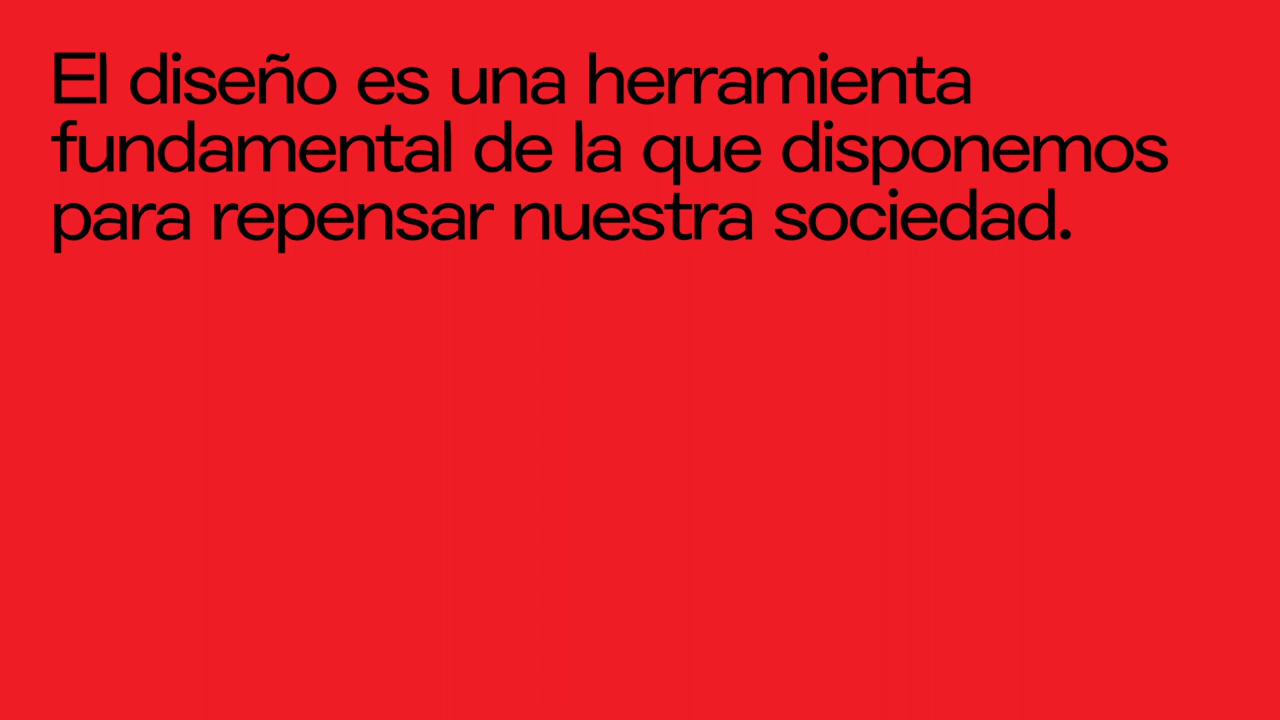 El diseño es una herramienta
fundamental de la que disponemos
para repensar nuestra sociedad.